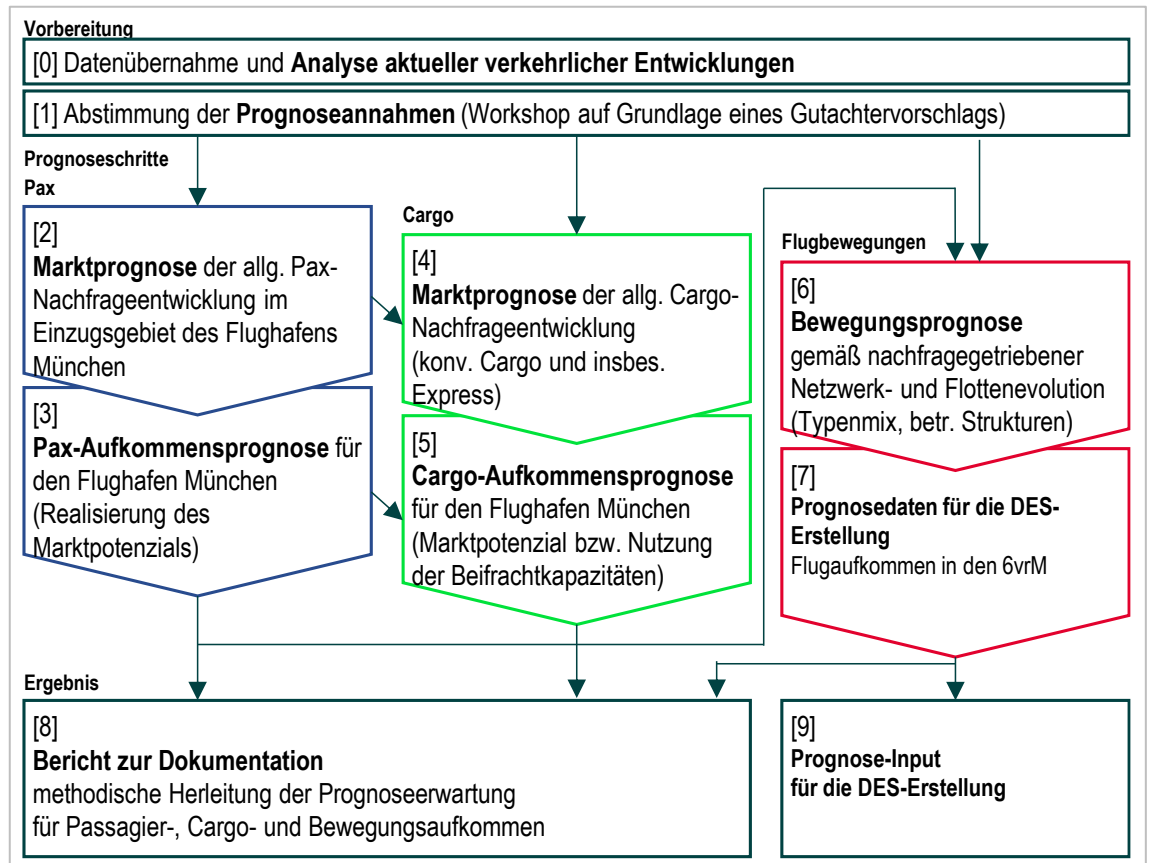 Vorbereitung
[0] Datenübernahme und Analyse aktueller verkehrlicher Entwicklungen
[1] Abstimmung der Prognoseannahmen (Workshop auf Grundlage eines Gutachtervorschlags)
Prognoseschritte
Pax
[2]
Marktprognose der allg. Pax-
Nachfrageentwicklung im
Einzugsgebiet des Flughafens
München
[3]
Pax-Aufkommensprognose für
den Flughafen München
(Realisierung des
Marktpotenzials)
Cargo
[4]
Marktprognose der allg. Cargo-
Nachfrageentwicklung
(konv. Cargo und insbes.
Express)
[5]
Cargo-Aufkommensprognose
für den Flughafen München
(Marktpotenzial bzw. Nutzung
der Beifrachtkapazitäten)
Flugbewegungen
[6]
Bewegungsprognose
gemäß nachfragegetriebener
Netzwerk- und Flottenevolution
(Typenmix, betr. Strukturen)
[7]
Prognosedaten für die DES-
Erstellung
Flugaufkommen in den 6vrM
Ergebnis
[8]
Bericht zur Dokumentation
methodische Herleitung der Prognoseerwartung
für Passagier-, Cargo- und Bewegungsaufkommen
[9]
Prognose-Input
für die DES-Erstellung